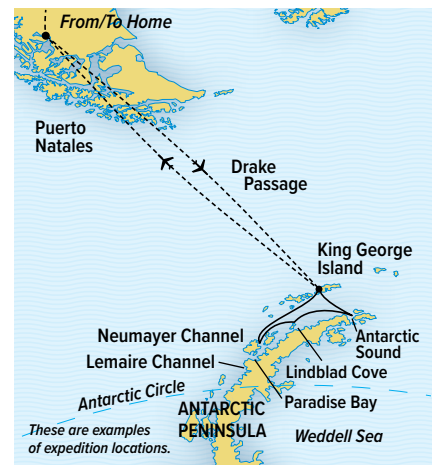 From/To Home
Puerto
Natales
Drake
Passage
King George
Island
Neumayer Channel
Antarctic
Sound
Lemaire Channel
Lindblad Cove
Antarctic Circle
Paradise Bay
ANTARCTIC
PENINSULA
These are examples
of expedition locations.
Weddell Sea